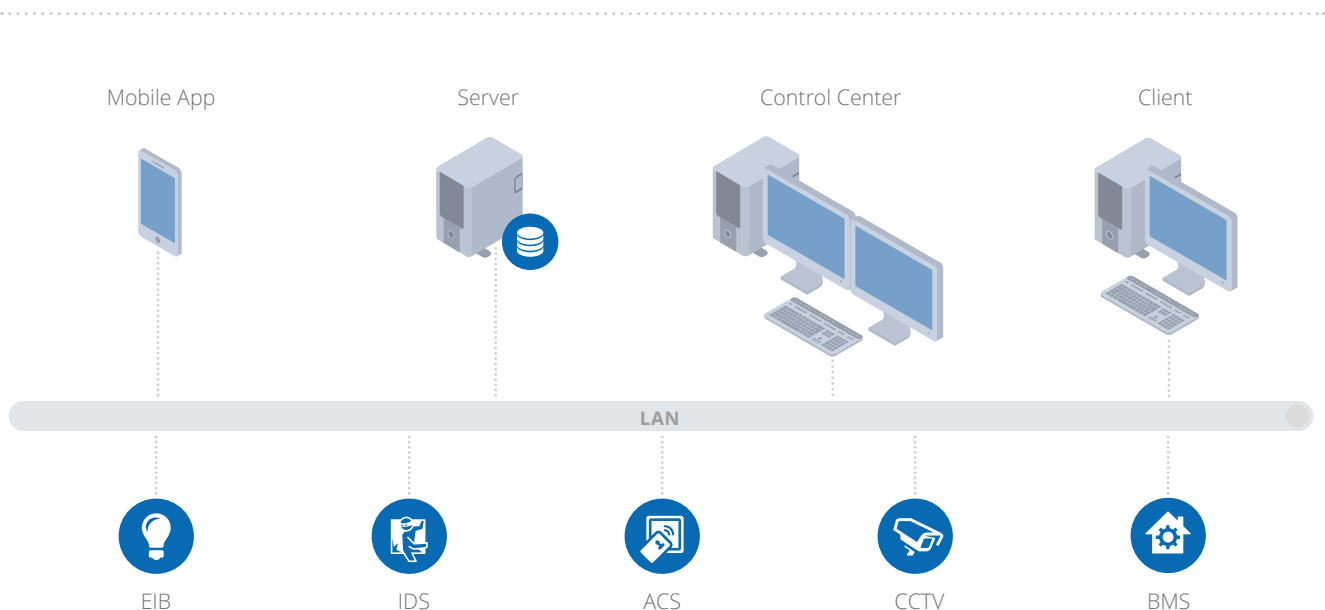 Mobile App
Server
Control Center
Client
LAN
EIB
IDS
ACS
CCTV
BMS